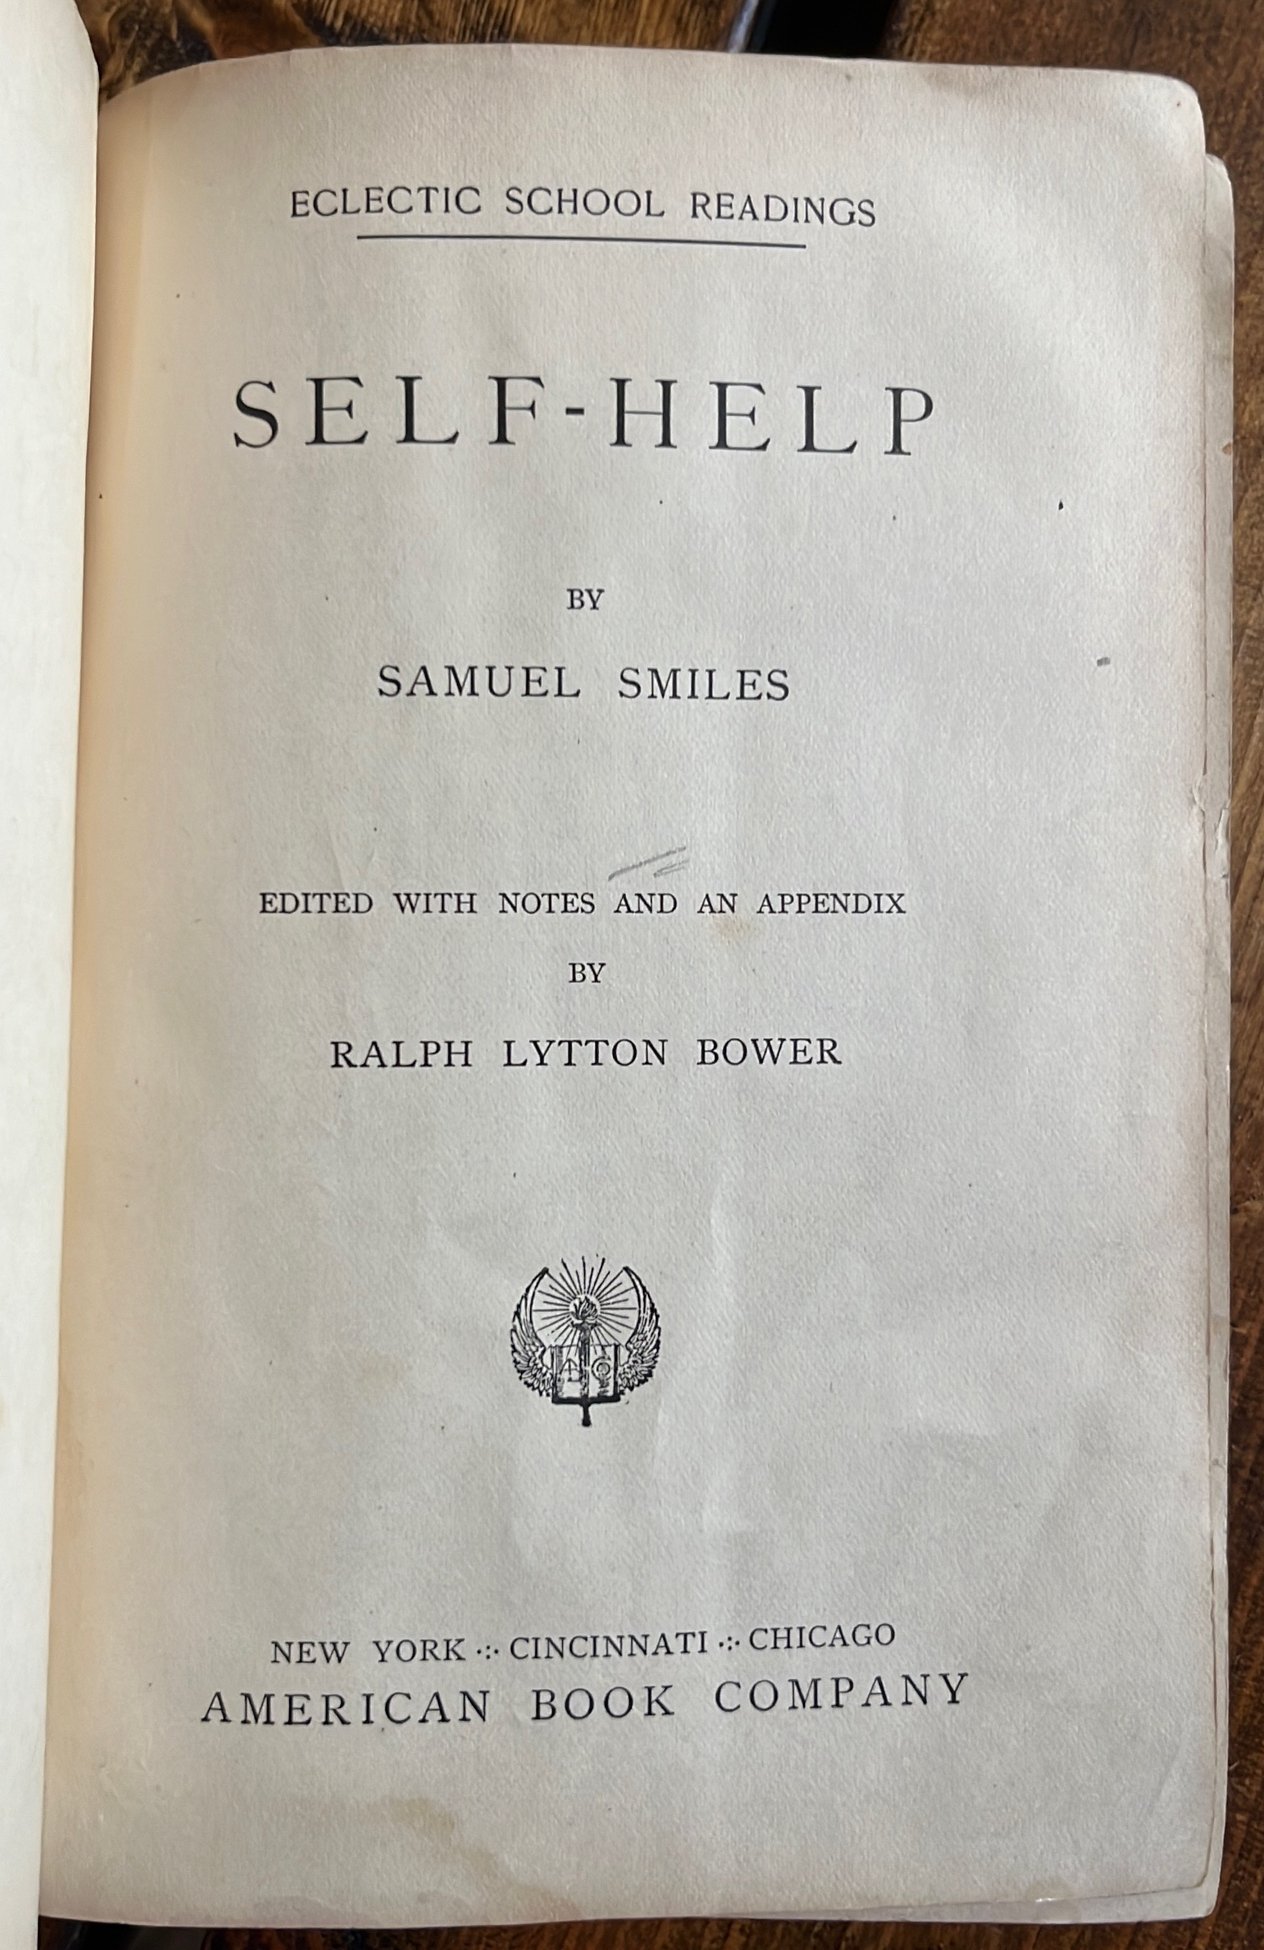 ECLECTIC SCHOOL READINGS
SELF-HELP
BY
SAMUEL SMILES
EDITED WITH NOTES AND AN APPENDIX
BY
RALPH LYTTON BOWER
NEW YORK ·:· CINCINNATI ·:· CHICAGO
AMERICAN BOOK COMPANY